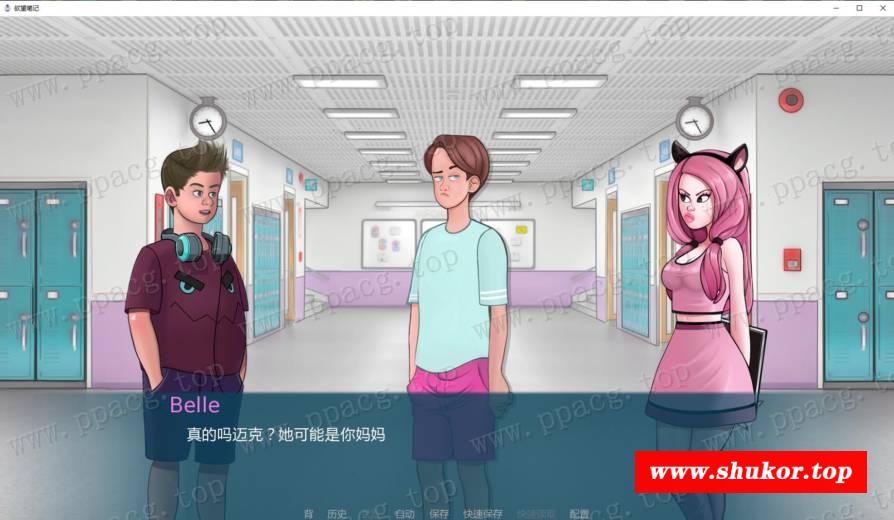 欲望笔记
Belle
真的吗迈克？她可能是你妈妈
www.shukor.top
背 历史 自动 保存 快速保存 快速读取 配置
www.ppacg.top